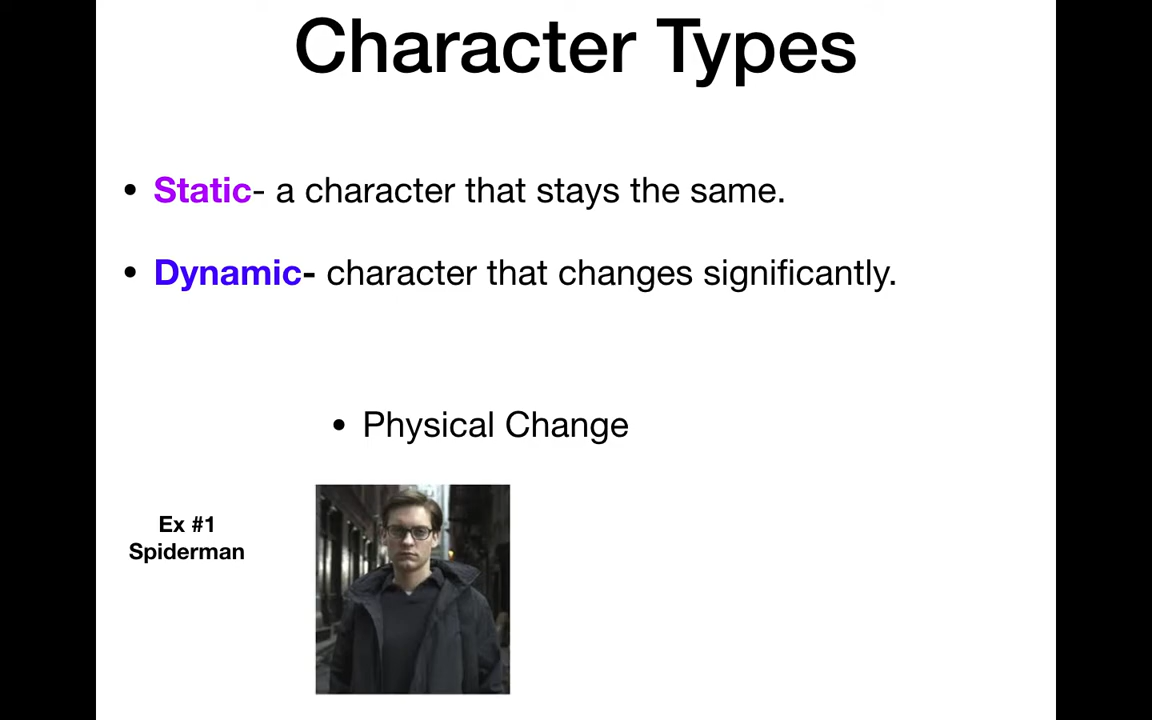 Character Types
• Static- a character that stays the same.
• Dynamic- character that changes significantly.
• Physical Change
Ex #1
Spiderman